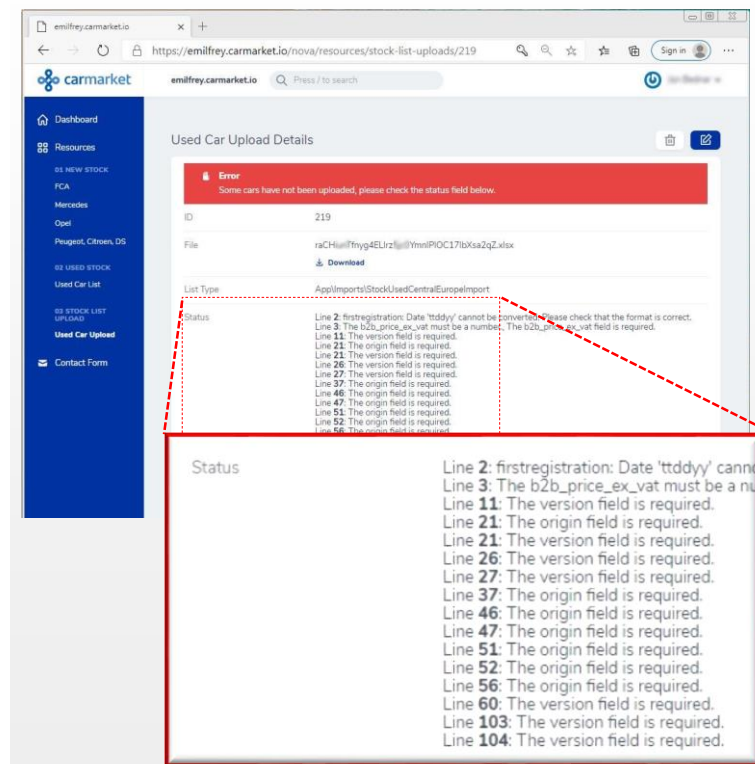 emilfrey.carmarket.io
https://emilfrey.carmarket.io/nova/resources/stock-list-uploads/219
Sign in
carmarket
emilfrey.carmarket.io
Press / to search
Dashboard
Resources
01 NEW STOCK
FCA
Mercedes
Opel
Peugeot, Citroen, DS
02 USED STOCK
Used Car List
03 STOCK LIST
UPLOAD
Used Car Upload
Contact Form
Used Car Upload Details
Error
Some cars have not been uploaded, please check the status field below.
ID
219
File
Download
List Type
App\Imports\StockUsedCentralEuropeImport
Status
Line 2: firstregistration: Date 'ttddyy' cannot be converted. Please check that the format is correct.
Line 3: The b2b_price_ex_vat must be a number., The b2b_price_ex_vat field is required.
Line 11: The version field is required.
Line 21: The origin field is required.
Line 21: The version field is required.
Line 26: The version field is required.
Line 27: The version field is required.
Line 37: The origin field is required.
Line 46: The origin field is required.
Line 47: The origin field is required.
Line 51: The origin field is required.
Line 52: The origin field is required.
Line 56: The origin field is required.
Status
Line 2: firstregistration: Date 'ttddyy' canno
Line 3: The b2b_price_ex_vat must be a nu
Line 11: The version field is required.
Line 21: The origin field is required.
Line 21: The version field is required.
Line 26: The version field is required.
Line 27: The version field is required.
Line 37: The origin field is required.
Line 46: The origin field is required.
Line 47: The origin field is required.
Line 51: The origin field is required.
Line 52: The origin field is required.
Line 56: The origin field is required.
Line 60: The version field is required.
Line 103: The version field is required.
Line 104: The version field is required.